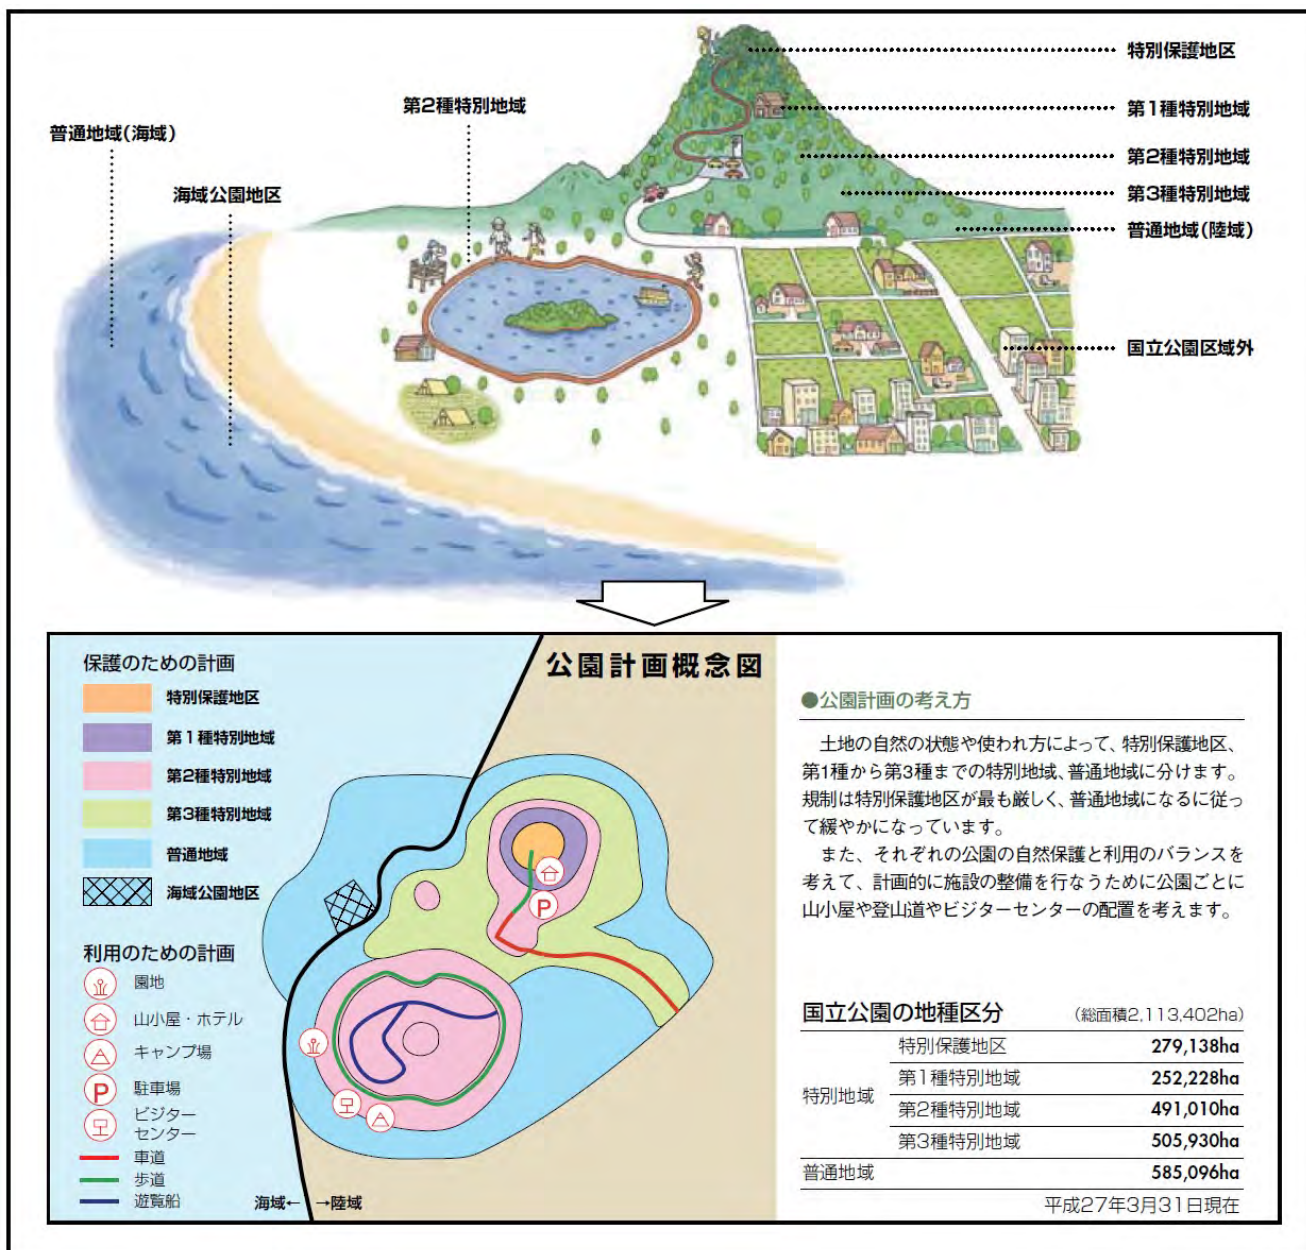 特別保護地区
第1種特別地域
第2種特別地域
第3種特別地域
普通地域(陸域)
国立公園区域外
第2種特別地域
普通地域(海域)
海域公園地区
公園計画概念図
保護のための計画
特別保護地区
第1種特別地域
第2種特別地域
第3種特別地域
普通地域
海域公園地区
利用のための計画
園地
山小屋・ホテル
キャンプ場
P
駐車場
ビジター
センター
車道
歩道
遊覧船
海域← →陸域
P
●公園計画の考え方
土地の自然の状態や使われ方によって、特別保護地区、
第1種から第3種までの特別地域、普通地域に分けます。
規制は特別保護地区が最も厳しく、普通地域になるに従っ
て緩やかになっています。
また、それぞれの公園の自然保護と利用のバランスを
考えて、計画的に施設の整備を行なうために公園ごとに
山小屋や登山道やビジターセンターの配置を考えます。
国立公園の地種区分 (総面積2,113,402ha)
特別地域
特別保護地区 279,138ha
第1種特別地域 252,228ha
第2種特別地域 491,010ha
第3種特別地域 505,930ha
普通地域 585,096ha
平成27年3月31日現在